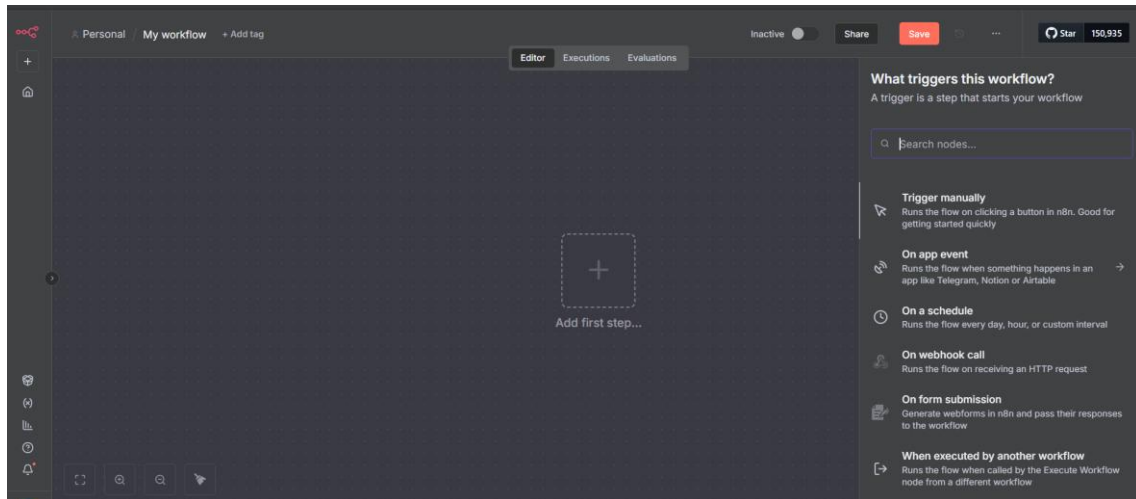 Personal / My workflow + Add tag
Inactive Share Save ... Star 150,935
Editor Executions Evaluations
What triggers this workflow?
A trigger is a step that starts your workflow
Search nodes...
Trigger manually
Runs the flow on clicking a button in n8n. Good for
getting started quickly
On app event
Runs the flow when something happens in an
app like Telegram, Notion or Airtable
On a schedule
Runs the flow every day, hour, or custom interval
On webhook call
Runs the flow on receiving an HTTP request
On form submission
Generate webforms in n8n and pass their responses
to the workflow
When executed by another workflow
Runs the flow when called by the Execute Workflow
node from a different workflow
Add first step...